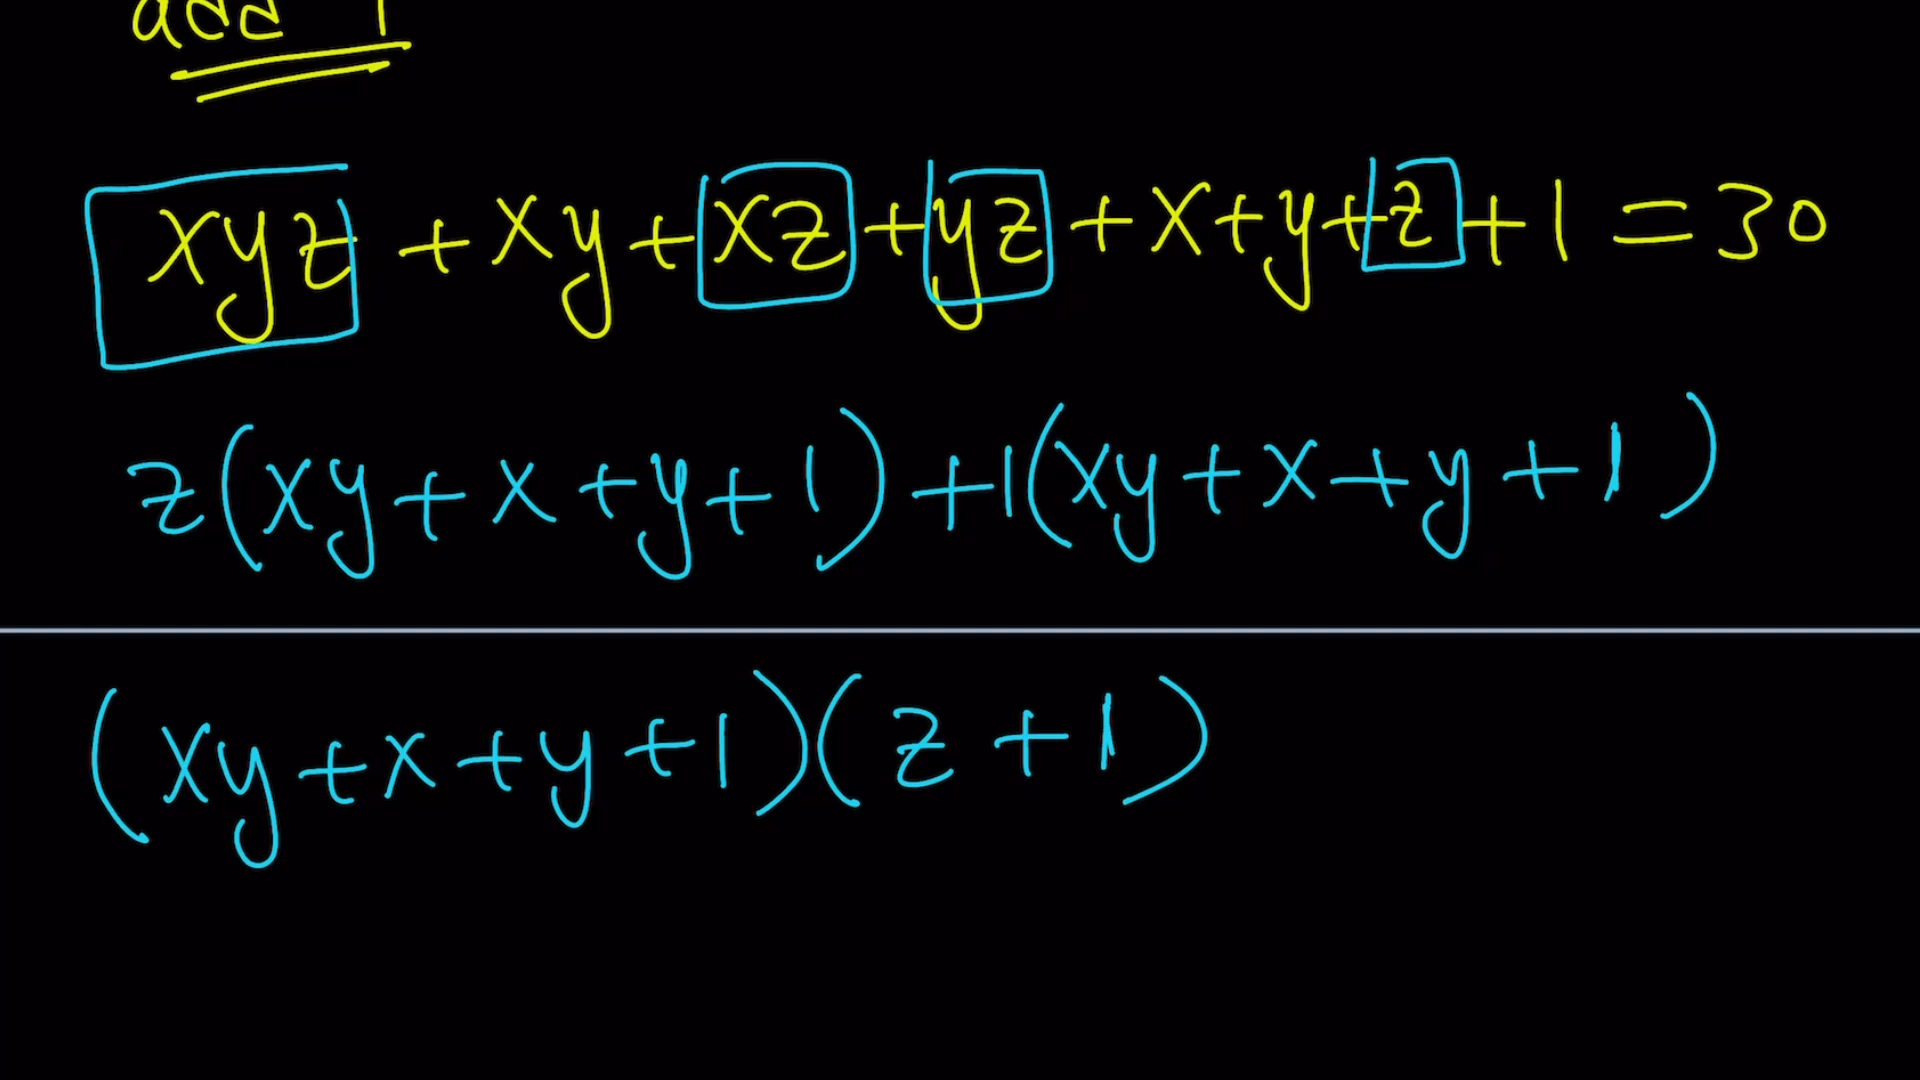 add 1
xyz + xy + xz + yz + x + y + z + 1 = 30
z(xy + x + y + 1) + 1(xy + x + y + 1)
(xy + x + y + 1)(z + 1)